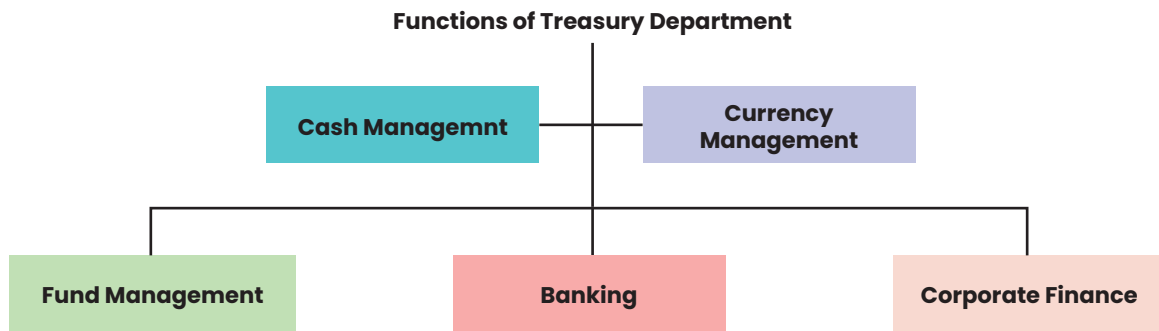 Functions of Treasury Department
Cash Managemnt
Currency
Management
Fund Management
Banking
Corporate Finance